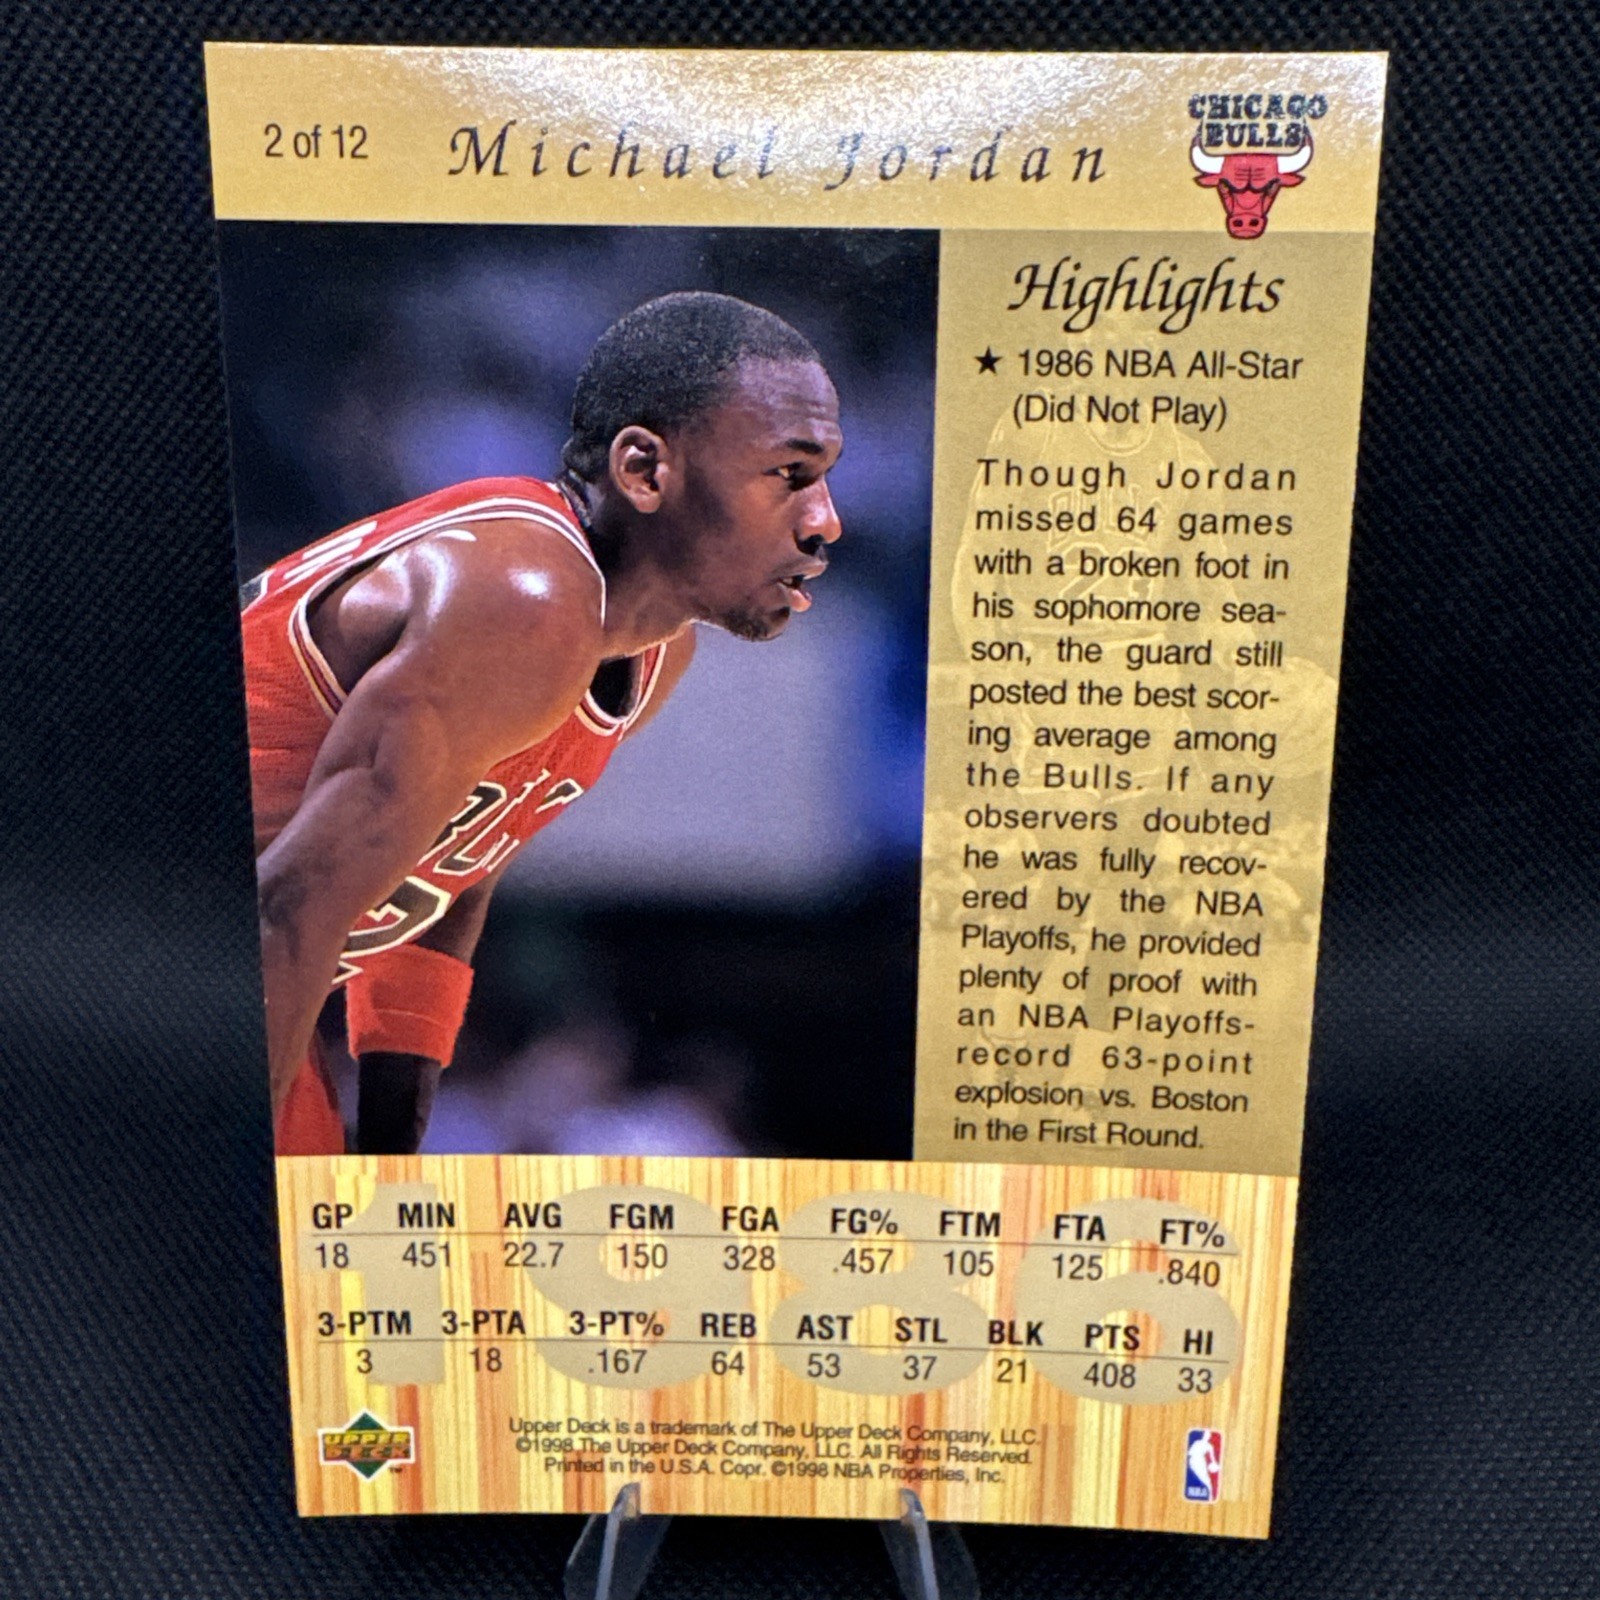 2 of 12
Michael Jordan
CHICAGO
BULLS
Highlights
★ 1986 NBA All-Star
(Did Not Play)
Though Jordan
missed 64 games
with a broken foot in
his sophomore sea-
son, the guard still
posted the best scor-
ing average among
the Bulls. If any
observers doubted
he was fully recov-
ered by the NBA
Playoffs, he provided
plenty of proof with
an NBA Playoffs-
record 63-point
explosion vs. Boston
in the First Round.
1986
GP MIN AVG FGM FGA FG% FTM FTA FT%
18 451 22.7 150 328 .457 105 125 .840
3-PTM 3-PTA 3-PT% REB AST STL BLK PTS HI
3 18 .167 64 53 37 21 408 33
UPPER
DECK
™
Upper Deck is a trademark of The Upper Deck Company, LLC.
©1998 The Upper Deck Company, LLC. All Rights Reserved.
Printed in the U.S.A. Copr. ©1998 NBA Properties, Inc.
NBA